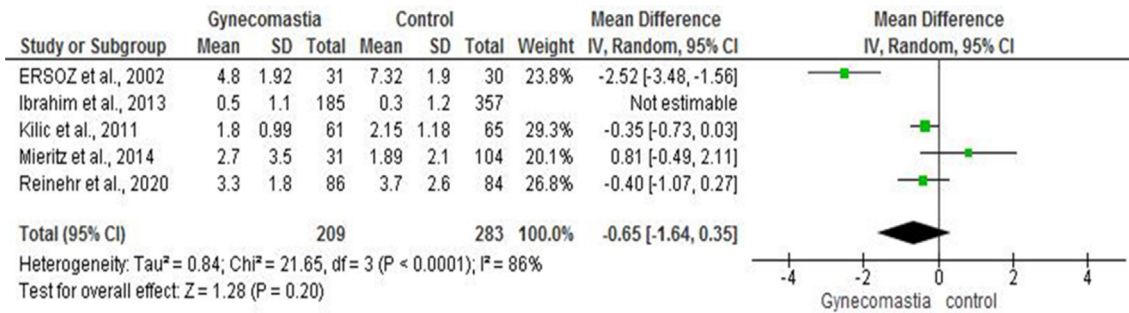 Gynecomastia Control Mean Difference Mean Difference
Study or Subgroup Mean SD Total Mean SD Total Weight IV, Random, 95% CI IV, Random, 95% CI
ERSOZ et al., 2002 4.8 1.92 31 7.32 1.9 30 23.8% -2.52 [-3.48, -1.56]
Ibrahim et al., 2013 0.5 1.1 185 0.3 1.2 357 Not estimable
Kilic et al., 2011 1.8 0.99 61 2.15 1.18 65 29.3% -0.35 [-0.73, 0.03]
Mieritz et al., 2014 2.7 3.5 31 1.89 2.1 104 20.1% 0.81 [-0.49, 2.11]
Reinehr et al., 2020 3.3 1.8 86 3.7 2.6 84 26.8% -0.40 [-1.07, 0.27]
Total (95% CI) 209 283 100.0% -0.65 [-1.64, 0.35]
Heterogeneity: Tau² = 0.84; Chi² = 21.65, df = 3 (P < 0.0001); I² = 86%
Test for overall effect: Z = 1.28 (P = 0.20)
-4 -2 0 2 4
Gynecomastia control